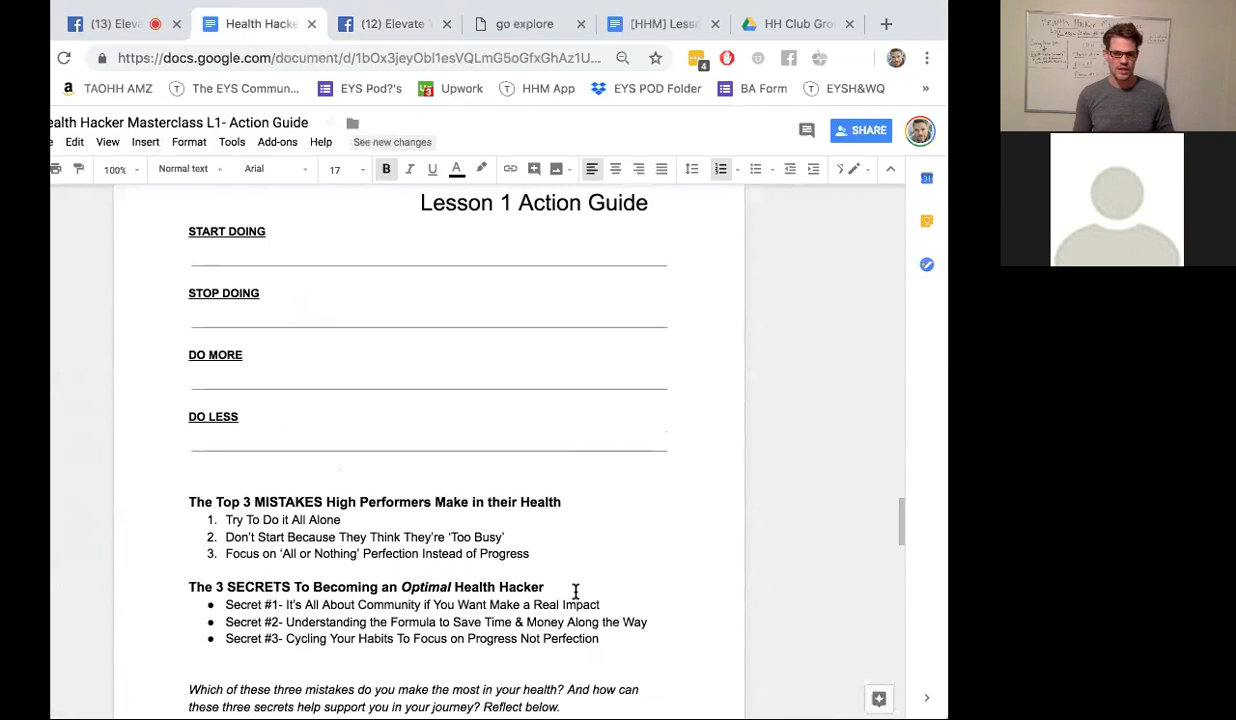 (13) Eleva
Health Hacke
(12) Elevate
go explore
[HHM] Less
HH Club Gro
https://docs.google.com/document/d/1bOx3jeyObI1esVQLmG5oGfxGhAz1U...
4
TAOHH AMZ
The EYS Commun...
EYS Pod?'s
Upwork
HHM App
EYS POD Folder
BA Form
EYSH&WQ
»
ealth Hacker Masterclass L1- Action Guide
Edit View Insert Format Tools Add-ons Help See new changes
SHARE
100% Normal text Arial 17 B I U A
Lesson 1 Action Guide
START DOING
STOP DOING
DO MORE
DO LESS
The Top 3 MISTAKES High Performers Make in their Health
1. Try To Do it All Alone
2. Don't Start Because They Think They're 'Too Busy'
3. Focus on 'All or Nothing' Perfection Instead of Progress
The 3 SECRETS To Becoming an Optimal Health Hacker
● Secret #1- It's All About Community if You Want Make a Real Impact
● Secret #2- Understanding the Formula to Save Time & Money Along the Way
● Secret #3- Cycling Your Habits To Focus on Progress Not Perfection
Which of these three mistakes do you make the most in your health? And how can
these three secrets help support you in your journey? Reflect below.